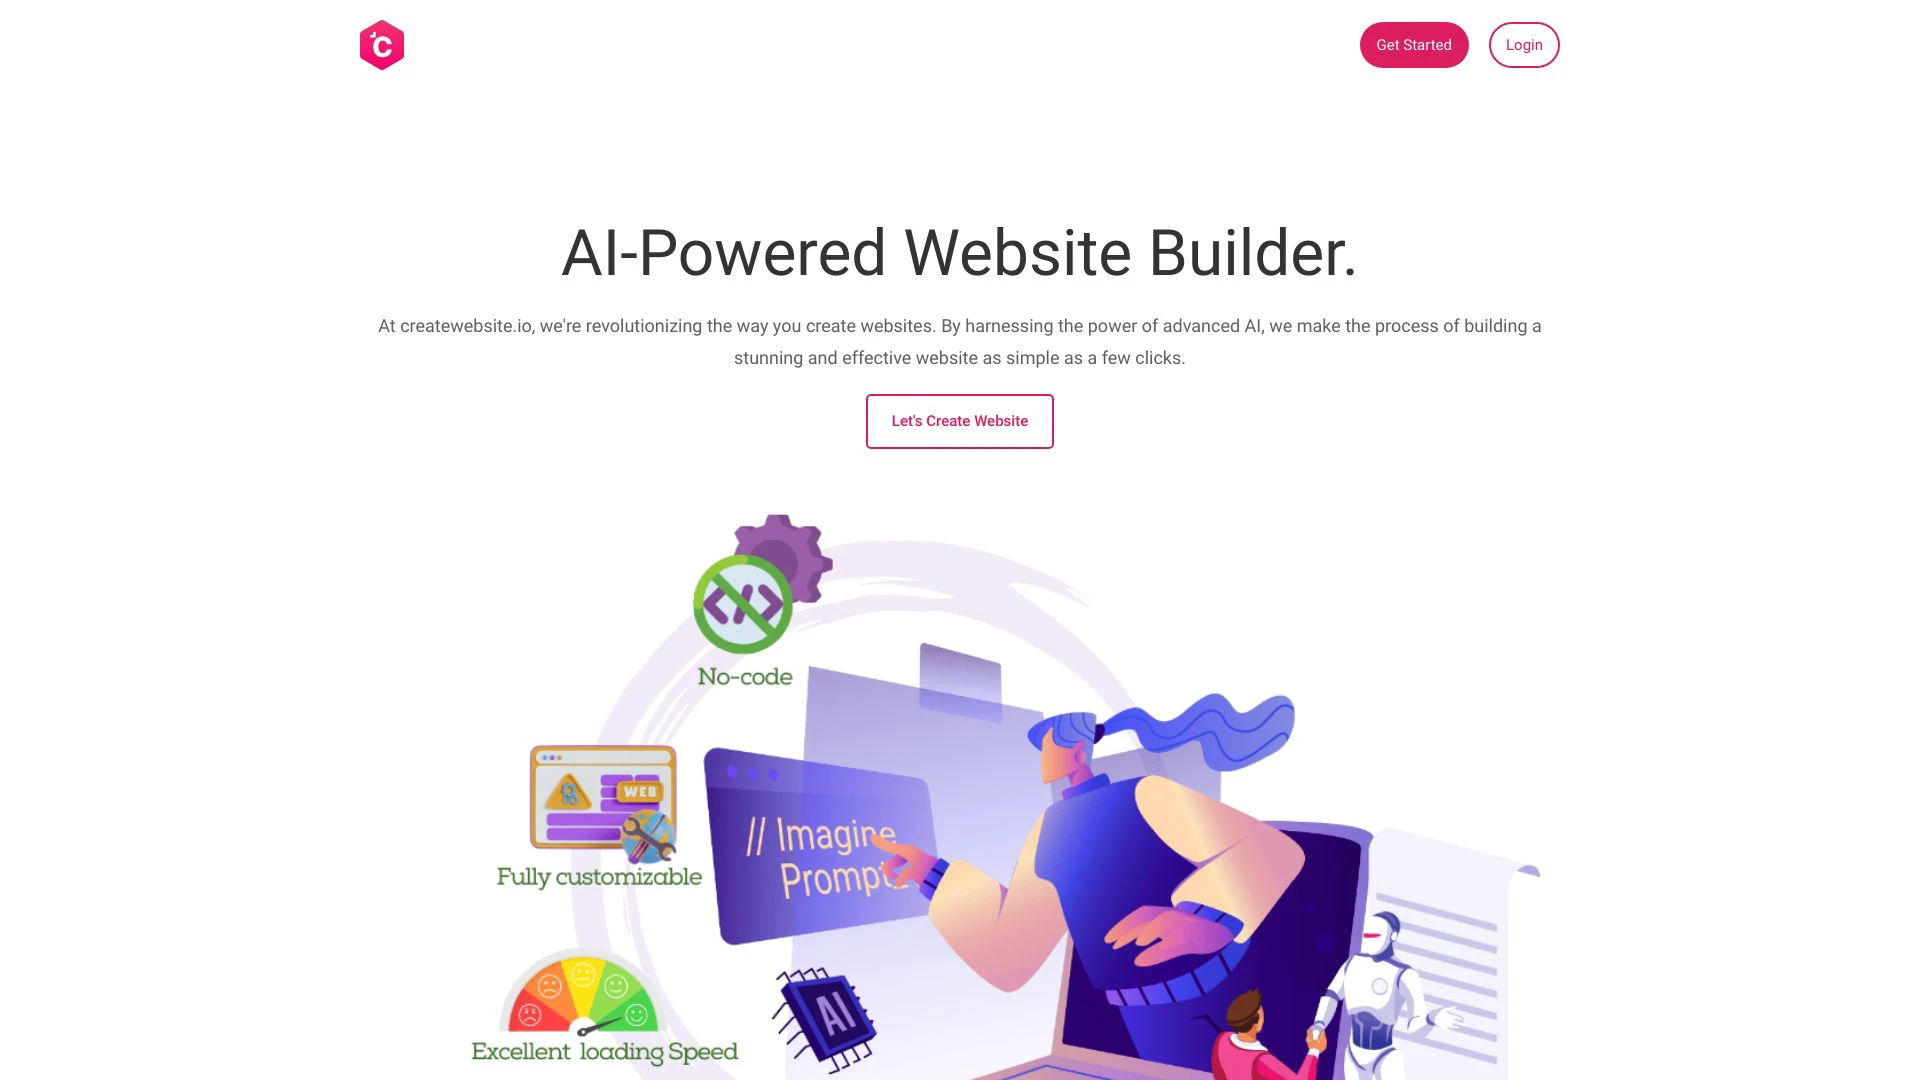 C
Get Started
Login
AI-Powered Website Builder.
At createwebsite.io, we're revolutionizing the way you create websites. By harnessing the power of advanced AI, we make the process of building a
stunning and effective website as simple as a few clicks.
Let's Create Website
No-code
WEB
// Imagine
Prompt
Fully customizable
AI
Excellent loading Speed